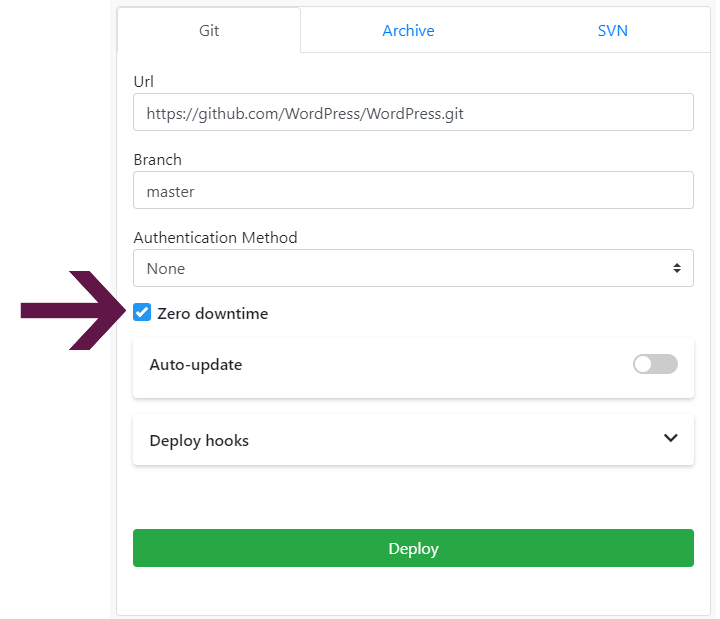 Git Archive SVN
Url
https://github.com/WordPress/WordPress.git
Branch
master
Authentication Method
None
Zero downtime
Auto-update
Deploy hooks
Deploy